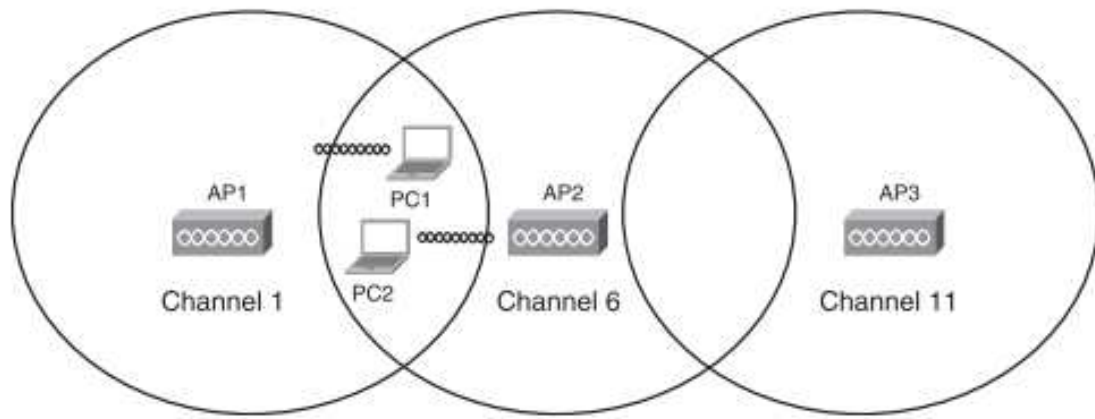 AP1
Channel 1
PC1
PC2
AP2
Channel 6
AP3
Channel 11